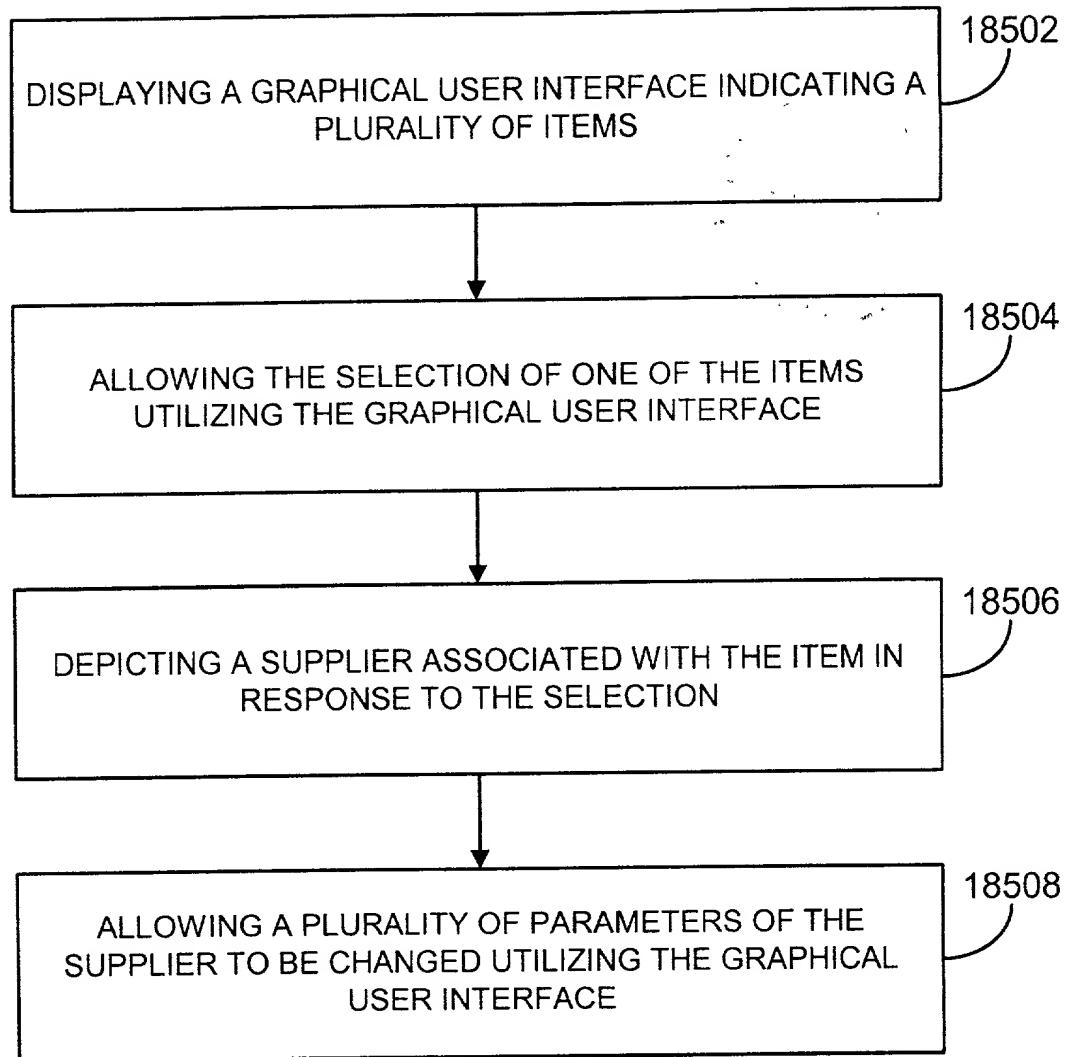 18502
DISPLAYING A GRAPHICAL USER INTERFACE INDICATING A
PLURALITY OF ITEMS
18504
ALLOWING THE SELECTION OF ONE OF THE ITEMS
UTILIZING THE GRAPHICAL USER INTERFACE
18506
DEPICTING A SUPPLIER ASSOCIATED WITH THE ITEM IN
RESPONSE TO THE SELECTION
18508
ALLOWING A PLURALITY OF PARAMETERS OF THE
SUPPLIER TO BE CHANGED UTILIZING THE GRAPHICAL
USER INTERFACE